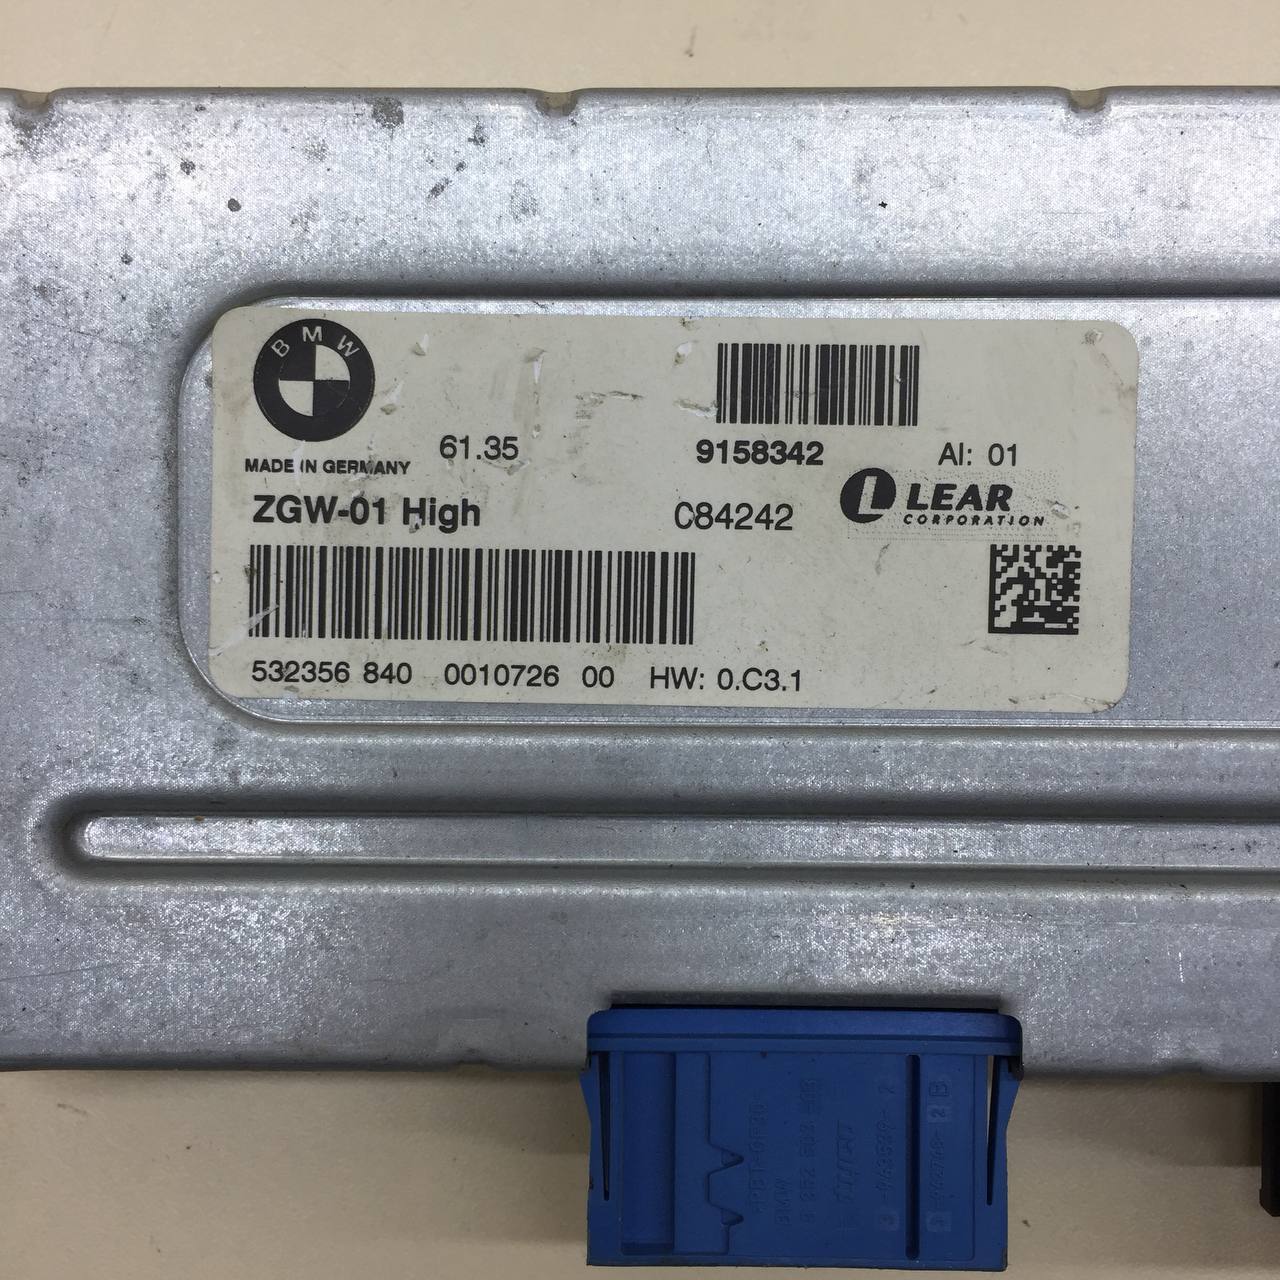 BMW
61.35
9158342
AI: 01
MADE IN GERMANY
ZGW-01 High
C84242
LEAR
CORPORATION
532356 840 0010726 00 HW: 0.C3.1
BMW